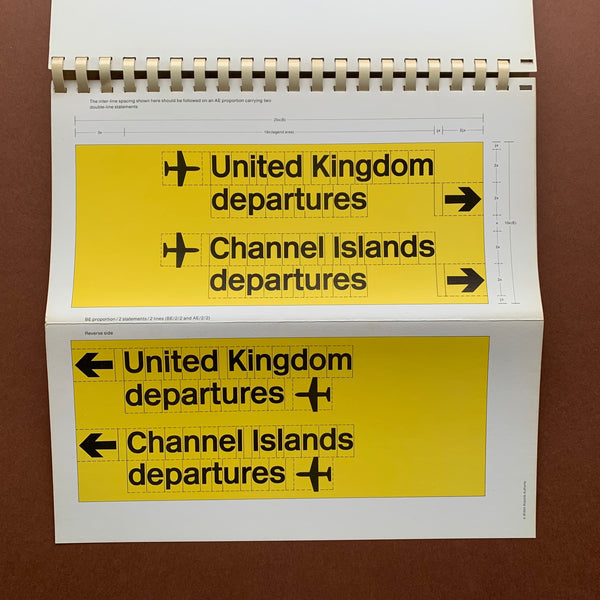 The inter-line spacing shown here should be followed on an AE proportion carrying two
double-line statements
United Kingdom
departures
Channel Islands
departures
BE proportion/2 statements/2 lines (BE/2/2 and AE/2/2)
Reverse side
United Kingdom
departures
Channel Islands
departures